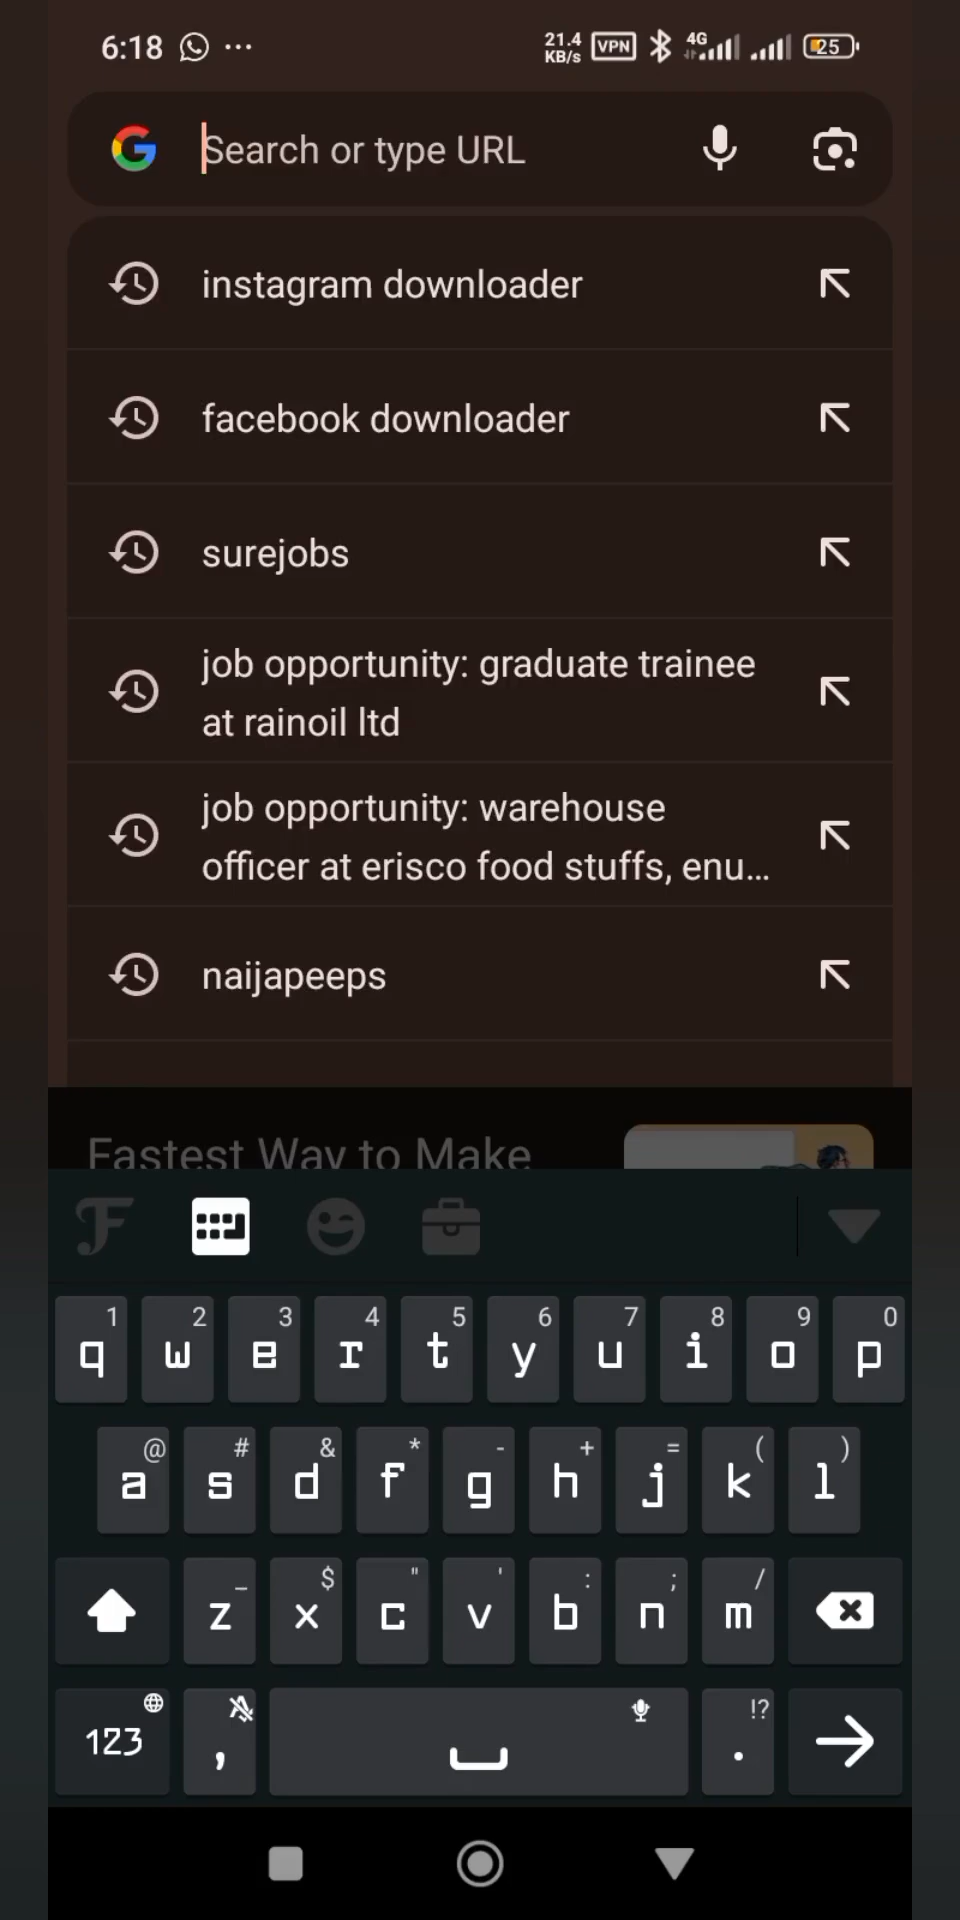 6:18 21.4 KB/s VPN 4G 25
Search or type URL
instagram downloader
facebook downloader
surejobs
job opportunity: graduate trainee
at rainoil ltd
job opportunity: warehouse
officer at erisco food stuffs, enu...
naijapeeps
Fastest Way to Make
1 2 3 4 5 6 7 8 9 0
q w e r t y u i o p
@ # & * - + = ( )
a s d f g h j k l
_ $ " ' : ; /
z x c v b n m
!?
123 , .